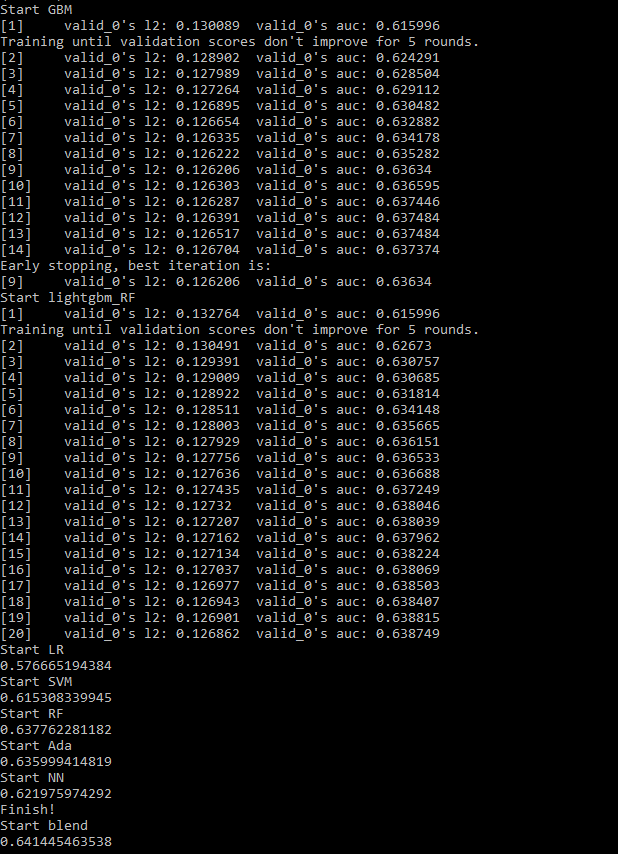 Start GBM
[1]     valid_0's l2: 0.130089  valid_0's auc: 0.615996
Training until validation scores don't improve for 5 rounds.
[2]     valid_0's l2: 0.128902  valid_0's auc: 0.624291
[3]     valid_0's l2: 0.127989  valid_0's auc: 0.628504
[4]     valid_0's l2: 0.127264  valid_0's auc: 0.629112
[5]     valid_0's l2: 0.126895  valid_0's auc: 0.630482
[6]     valid_0's l2: 0.126654  valid_0's auc: 0.632882
[7]     valid_0's l2: 0.126335  valid_0's auc: 0.634178
[8]     valid_0's l2: 0.126222  valid_0's auc: 0.635282
[9]     valid_0's l2: 0.126206  valid_0's auc: 0.63634
[10]    valid_0's l2: 0.126303  valid_0's auc: 0.636595
[11]    valid_0's l2: 0.126287  valid_0's auc: 0.637446
[12]    valid_0's l2: 0.126391  valid_0's auc: 0.637484
[13]    valid_0's l2: 0.126517  valid_0's auc: 0.637484
[14]    valid_0's l2: 0.126704  valid_0's auc: 0.637374
Early stopping, best iteration is:
[9]     valid_0's l2: 0.126206  valid_0's auc: 0.63634
Start lightgbm_RF
[1]     valid_0's l2: 0.132764  valid_0's auc: 0.615996
Training until validation scores don't improve for 5 rounds.
[2]     valid_0's l2: 0.130491  valid_0's auc: 0.62673
[3]     valid_0's l2: 0.129391  valid_0's auc: 0.630757
[4]     valid_0's l2: 0.129009  valid_0's auc: 0.630685
[5]     valid_0's l2: 0.128922  valid_0's auc: 0.631814
[6]     valid_0's l2: 0.128511  valid_0's auc: 0.634148
[7]     valid_0's l2: 0.128003  valid_0's auc: 0.635665
[8]     valid_0's l2: 0.127929  valid_0's auc: 0.636151
[9]     valid_0's l2: 0.127756  valid_0's auc: 0.636533
[10]    valid_0's l2: 0.127636  valid_0's auc: 0.636688
[11]    valid_0's l2: 0.127435  valid_0's auc: 0.637249
[12]    valid_0's l2: 0.12732   valid_0's auc: 0.638046
[13]    valid_0's l2: 0.127207  valid_0's auc: 0.638039
[14]    valid_0's l2: 0.127162  valid_0's auc: 0.637962
[15]    valid_0's l2: 0.127134  valid_0's auc: 0.638224
[16]    valid_0's l2: 0.127037  valid_0's auc: 0.638069
[17]    valid_0's l2: 0.126977  valid_0's auc: 0.638503
[18]    valid_0's l2: 0.126943  valid_0's auc: 0.638407
[19]    valid_0's l2: 0.126901  valid_0's auc: 0.638815
[20]    valid_0's l2: 0.126862  valid_0's auc: 0.638749
Start LR
0.576665194384
Start SVM
0.615308339945
Start RF
0.637762281182
Start Ada
0.635999414819
Start NN
0.621975974292
Finish!
Start blend
0.641445463538